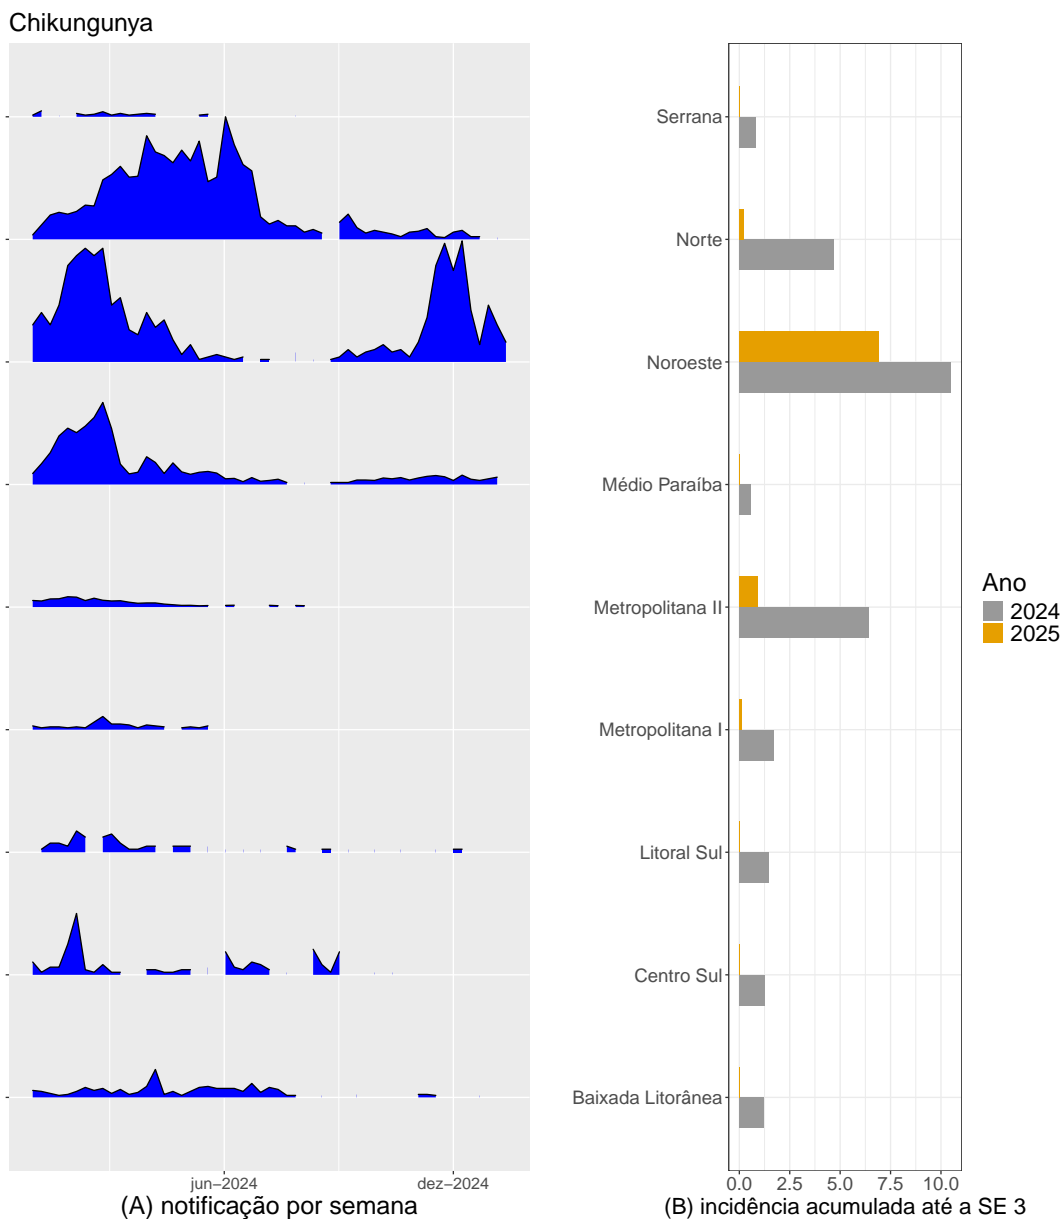 Chikungunya
Serrana
Norte
Noroeste
Médio Paraíba
Metropolitana II
Metropolitana I
Litoral Sul
Centro Sul
Baixada Litorânea
jun−2024
dez−2024
(A) notificação por semana
0.0
2.5
5.0
7.5
10.0
(B) incidência acumulada até a SE 3
Ano
2024
2025